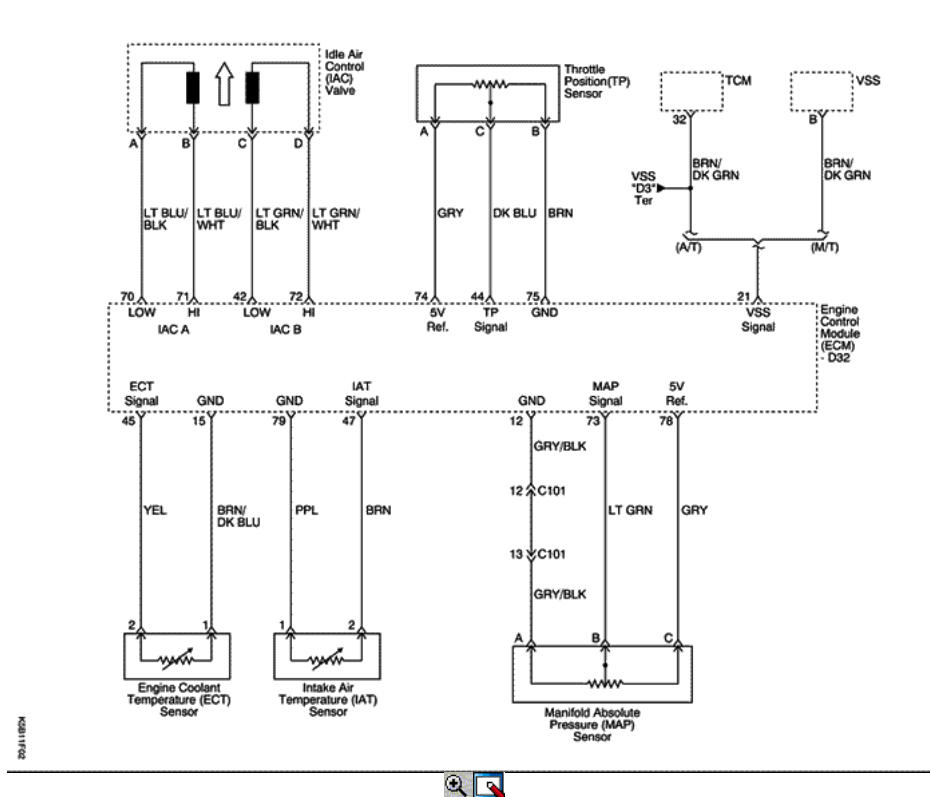 Idle Air
Control
(IAC)
Valve
A
B
C
D
LT BLU/
BLK
LT BLU/
WHT
LT GRN/
BLK
LT GRN/
WHT
Throttle
Position(TP)
Sensor
A
C
B
GRY
DK BLU
BRN
TCM
32
BRN/
DK GRN
VSS
"D3"
Ter
(A/T)
VSS
B
BRN/
DK GRN
(M/T)
70
71
42
72
74
44
75
21
LOW
HI
LOW
HI
IAC A
IAC B
5V
Ref.
TP
Signal
GND
VSS
Signal
Engine
Control
Module
(ECM)
- D32
ECT
Signal
GND
GND
IAT
Signal
GND
MAP
Signal
5V
Ref.
45
15
79
47
12
73
78
YEL
BRN/
DK BLU
PPL
BRN
GRY/BLK
12
C101
13
C101
GRY/BLK
LT GRN
GRY
2
1
1
2
A
B
C
Engine Coolant
Temperature (ECT)
Sensor
Intake Air
Temperature (IAT)
Sensor
Manifold Absolute
Pressure (MAP)
Sensor
K5B11F02